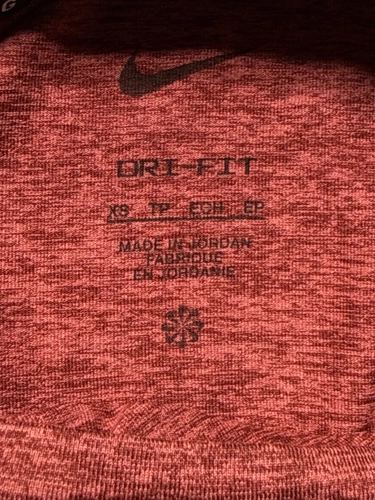 DRI-FIT
XS TP ECH EP
MADE IN JORDAN
FABRIQUE
EN JORDANIE